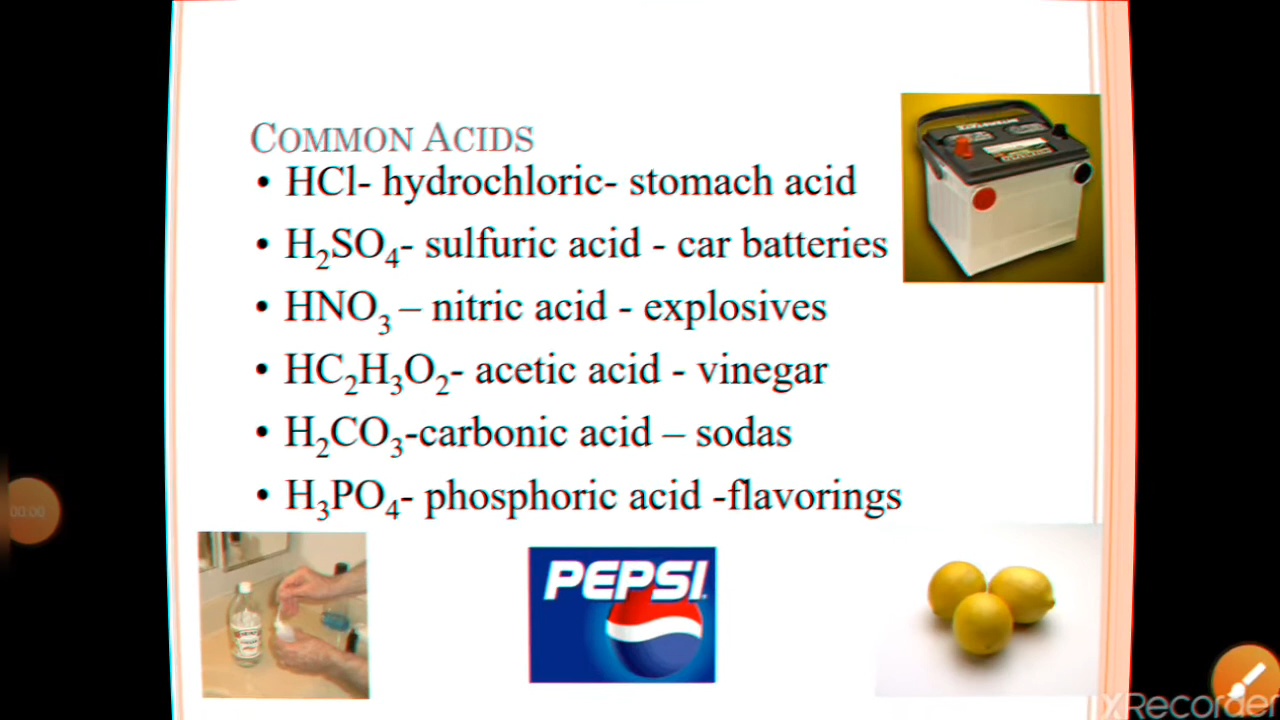 COMMON ACIDS
• HCl- hydrochloric- stomach acid
• H₂SO₄- sulfuric acid - car batteries
• HNO₃ – nitric acid - explosives
• HC₂H₃O₂- acetic acid - vinegar
• H₂CO₃-carbonic acid – sodas
• H₃PO₄- phosphoric acid -flavorings
PEPSI
00:00
XRecorder